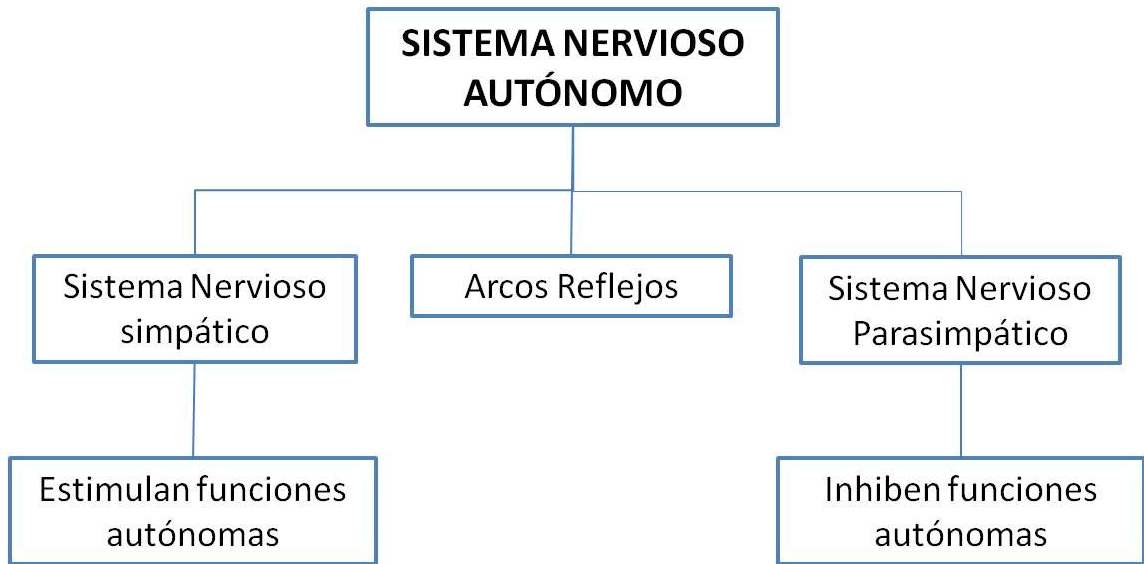 SISTEMA NERVIOSO
AUTÓNOMO
Sistema Nervioso
simpático
Arcos Reflejos
Sistema Nervioso
Parasimpático
Estimulan funciones
autónomas
Inhiben funciones
autónomas